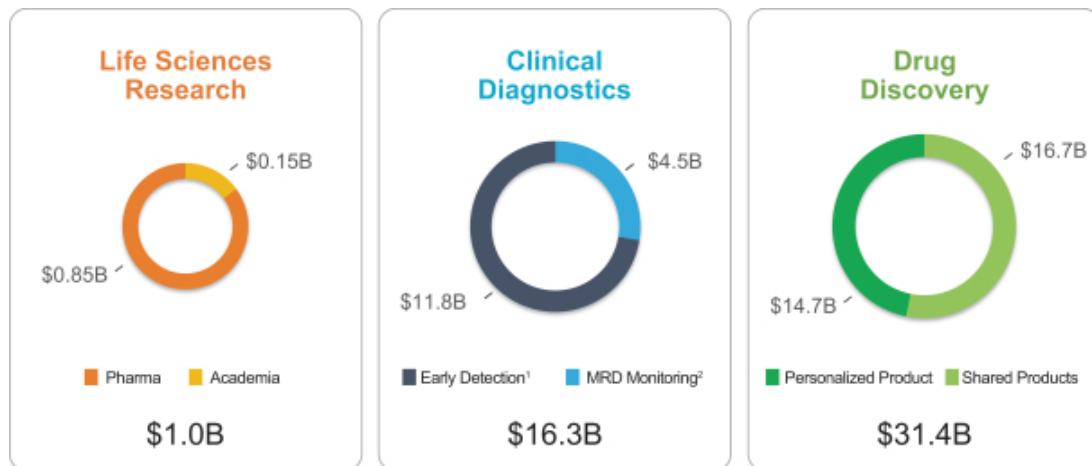 Life Sciences
Research
$0.15B
$0.85B
Pharma Academia
$1.0B
Clinical
Diagnostics
$4.5B
$11.8B
Early Detection¹ MRD Monitoring²
$16.3B
Drug
Discovery
$16.7B
$14.7B
Personalized Product Shared Products
$31.4B